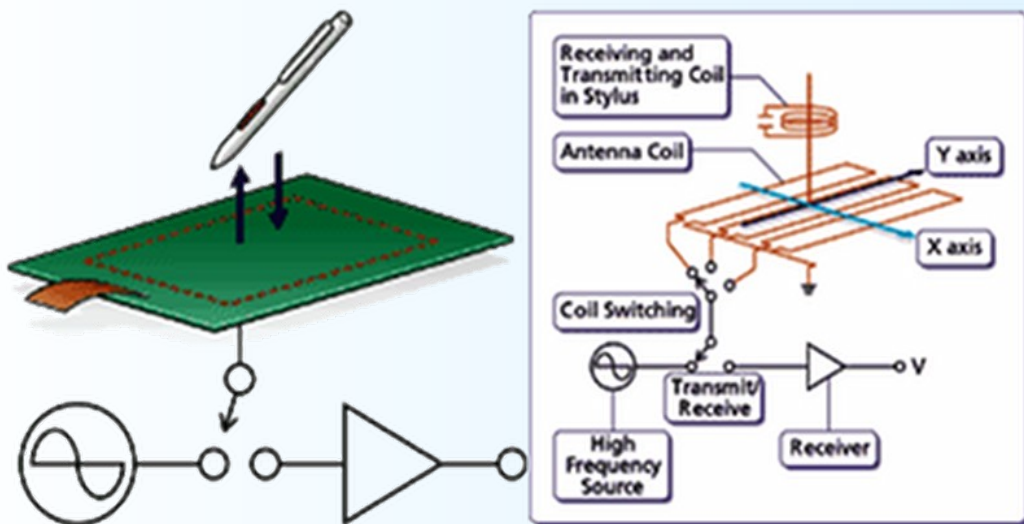 Receiving and
Transmitting Coil
in Stylus
Antenna Coil
Y axis
X axis
Coil Switching
V
Transmit/
Receive
High
Frequency
Source
Receiver